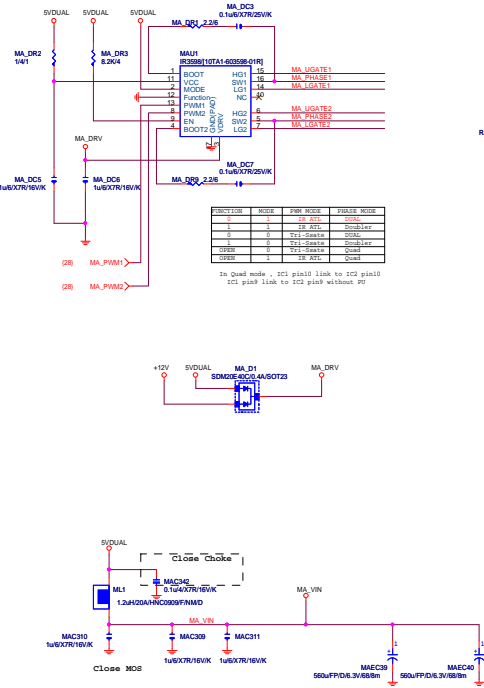 5VDUAL 5VDUAL 5VDUAL
MA_DC3
0.1u/6/X7R/25V/K
MA_DR1 2.2/6
MA_DR2
1/4/1
MA_DR3
8.2K/4
MAU1
IR3598[10TA1-603598-01R]
1 BOOT HG1 15 MA_UGATE1
11 VCC SW1 16 MA_PHASE1
2 MODE LG1 14 MA_LGATE1
12 Function NC 10
13 PWM1
8 PWM2 HG2 6 MA_UGATE2
9 EN SW2 5 MA_PHASE2
4 BOOT2 LG2 7 MA_LGATE2
GND(PAD)
VDRV
3
R
MA_DRV
MA_DC5
1u/6/X7R/16V/K
MA_DC6
1u/6/X7R/16V/K
MA_DC7
0.1u/6/X7R/25V/K
MA_DR9 2.2/6
FUNCTION MODE PWM MODE PHASE MODE
0 1 IR ATL DUAL
1 1 IR ATL Doubler
0 0 Tri-State DUAL
1 0 Tri-State Doubler
OPEN 0 Tri-State Quad
OPEN 1 IR ATL Quad
(28) MA_PWM1
(28) MA_PWM2
In Quad mode , IC1 pin10 link to IC2 pin10
IC1 pin9 link to IC2 pin9 without PU
+12V 5VDUAL MA_D1 MA_DRV
SDM20E40C/0.4A/SOT23
5VDUAL
Close Choke
MAC342
0.1u/4/X7R/16V/K
ML1
1.2uH/20A/HNC0909/F/NM/D
MA_VIN
MA_VIN
MAC310
1u/6/X7R/16V/K
MAC309
1u/6/X7R/16V/K
MAC311
1u/6/X7R/16V/K
Close MOS
1
MAEC39
560u/FP/D/6.3V/68/8m
1
MAEC40
560u/FP/D/6.3V/68/8m